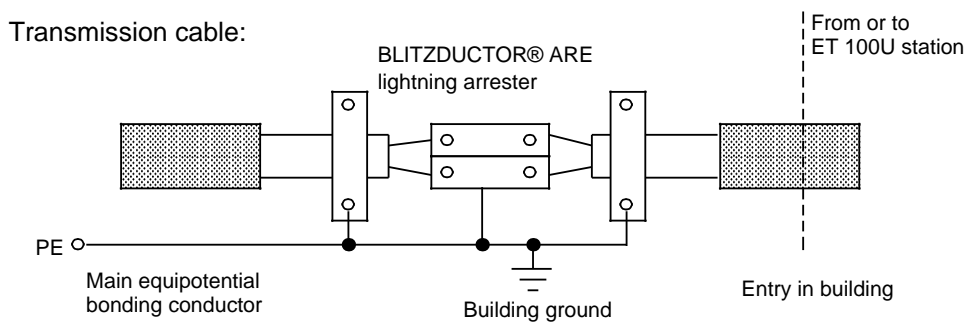 Transmission cable:
From or to
ET 100U station
BLITZDUCTOR® ARE
lightning arrester
PE
Main equipotential
bonding conductor
Building ground
Entry in building